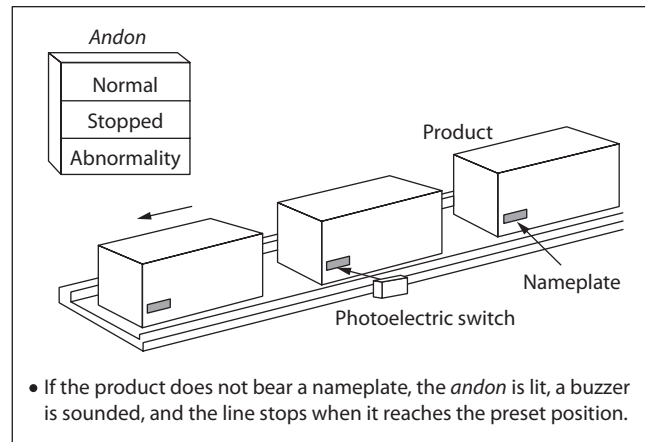 Andon
Normal
Stopped
Abnormality
Product
Nameplate
Photoelectric switch
• If the product does not bear a nameplate, the andon is lit, a buzzer
is sounded, and the line stops when it reaches the preset position.